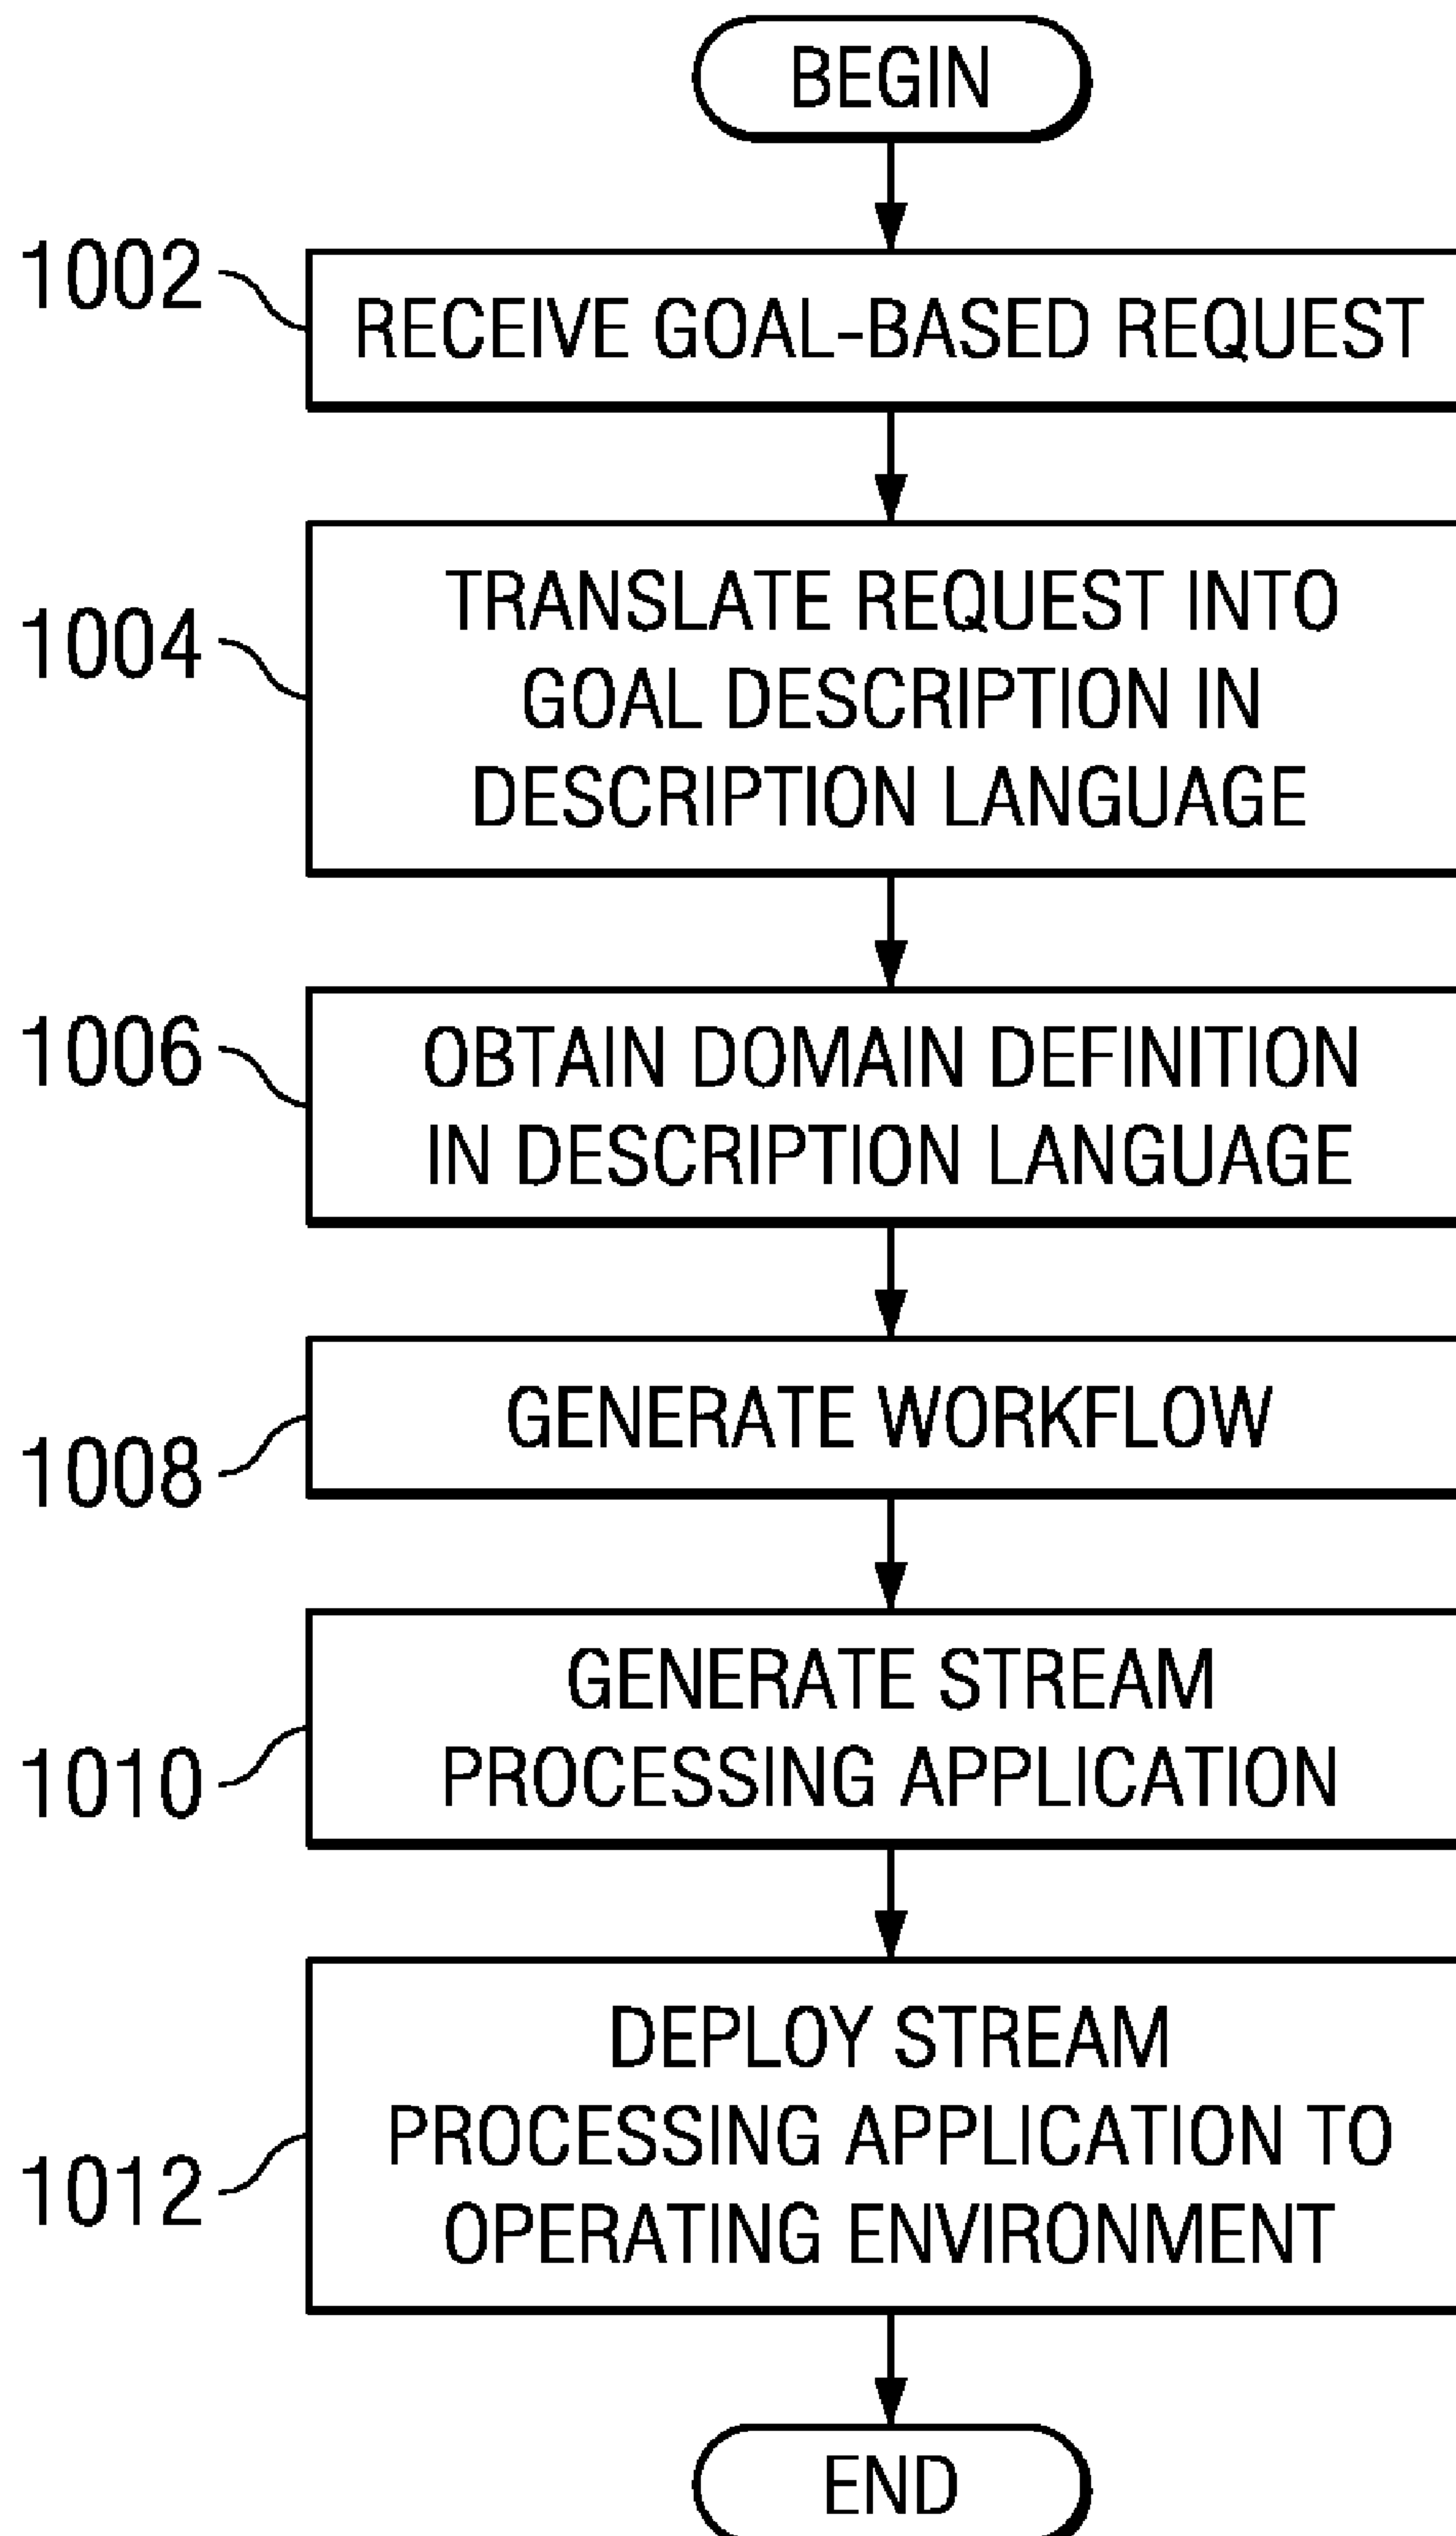 BEGIN
1002
RECEIVE GOAL-BASED REQUEST
1004
TRANSLATE REQUEST INTO
GOAL DESCRIPTION IN
DESCRIPTION LANGUAGE
1006
OBTAIN DOMAIN DEFINITION
IN DESCRIPTION LANGUAGE
1008
GENERATE WORKFLOW
1010
GENERATE STREAM
PROCESSING APPLICATION
1012
DEPLOY STREAM
PROCESSING APPLICATION TO
OPERATING ENVIRONMENT
END